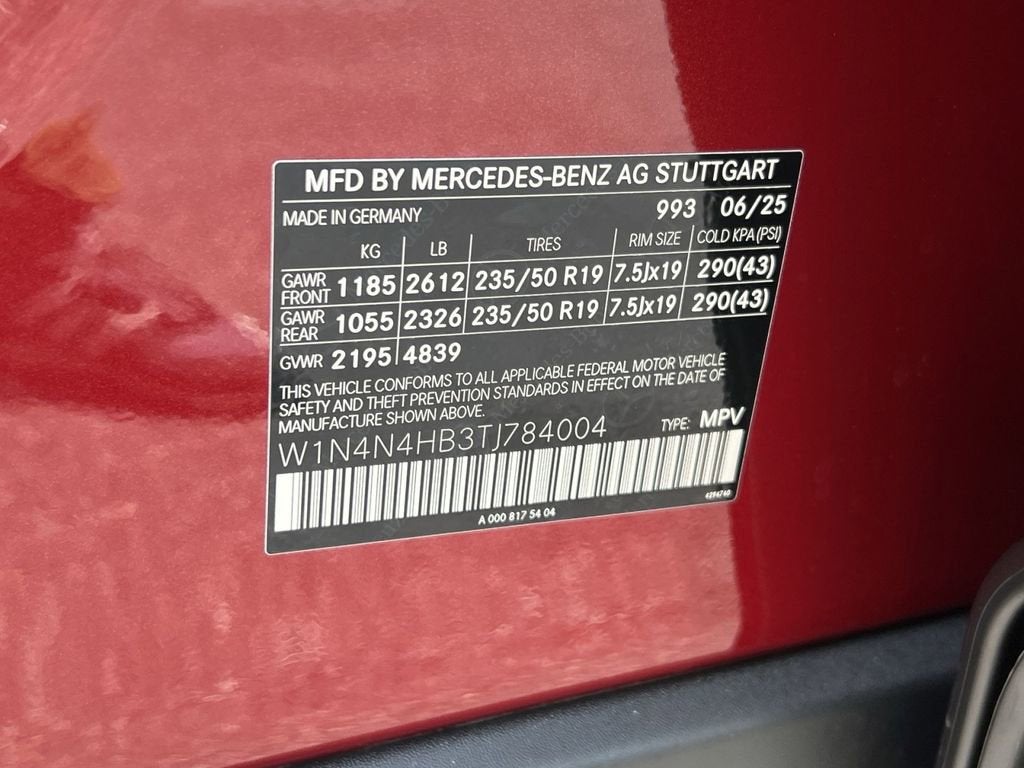 MFD BY MERCEDES-BENZ AG STUTTGART
MADE IN GERMANY 993 06/25
KG LB TIRES RIM SIZE COLD KPA (PSI)
GAWR FRONT 1185 2612 235/50 R19 7.5Jx19 290(43)
GAWR REAR 1055 2326 235/50 R19 7.5Jx19 290(43)
GVWR 2195 4839
THIS VEHICLE CONFORMS TO ALL APPLICABLE FEDERAL MOTOR VEHICLE
SAFETY AND THEFT PREVENTION STANDARDS IN EFFECT ON THE DATE OF
MANUFACTURE SHOWN ABOVE.
W1N4N4HB3TJ784004 TYPE: MPV
4294760
A 000 817 54 04